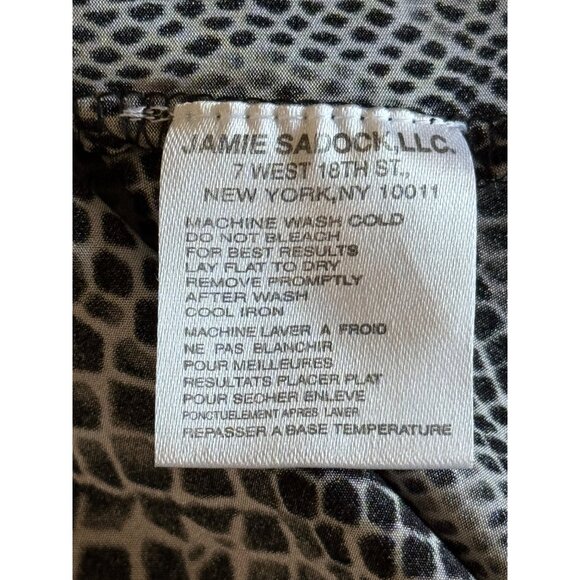 JAMIE SADOCK,LLC.
7 WEST 18TH ST.,
NEW YORK,NY 10011
MACHINE WASH COLD
DO NOT BLEACH
FOR BEST RESULTS
LAY FLAT TO DRY
REMOVE PROMPTLY
AFTER WASH
COOL IRON
MACHINE LAVER A FROID
NE PAS BLANCHIR
POUR MEILLEURES
RESULTATS PLACER PLAT
POUR SECHER ENLEVE
PONCTUELEMENT APRES LAVER
REPASSER A BASE TEMPERATURE